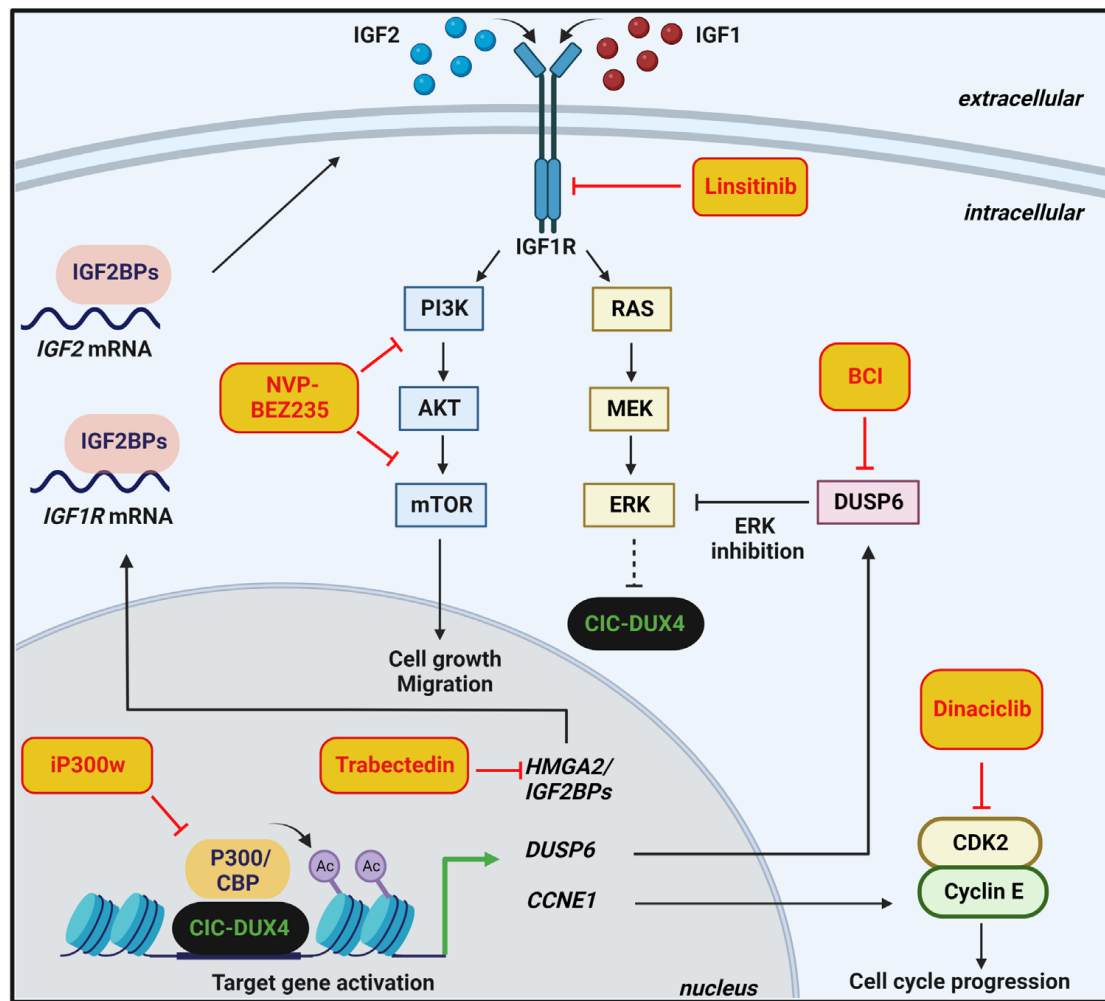 IGF2
IGF1
extracellular
Linsitinib
intracellular
IGF1R
IGF2BPs
IGF2 mRNA
PI3K
RAS
NVP-
BEZ235
BCI
AKT
MEK
IGF2BPs
IGF1R mRNA
mTOR
ERK
DUSP6
ERK
inhibition
CIC-DUX4
Cell growth
Migration
Dinaciclib
iP300w
Trabectedin
HMGA2/
IGF2BPs
P300/
CBP
Ac
Ac
DUSP6
CDK2
CCNE1
Cyclin E
CIC-DUX4
Target gene activation
nucleus
Cell cycle progression